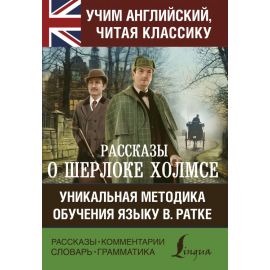 УЧИМ АНГЛИЙСКИЙ,
ЧИТАЯ КЛАССИКУ
РАССКАЗЫ
О ШЕРЛОКЕ ХОЛМСЕ
УНИКАЛЬНАЯ МЕТОДИКА
ОБУЧЕНИЯ ЯЗЫКУ В. РАТКЕ
РАССКАЗЫ·КОММЕНТАРИИ
СЛОВАРЬ·ГРАММАТИКА
Lingua